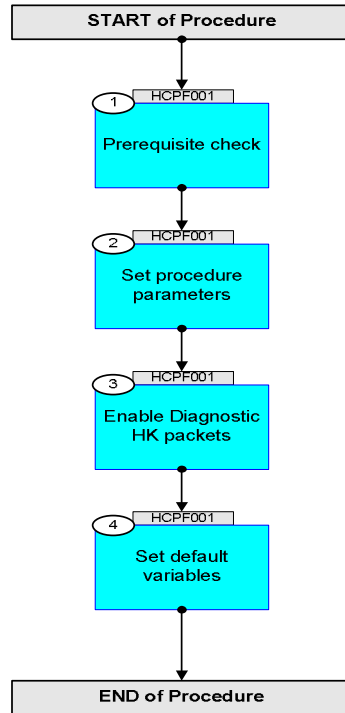 START of Procedure
HCPF001
1
Prerequisite check
HCPF001
2
Set procedure
parameters
HCPF001
3
Enable Diagnostic
HK packets
HCPF001
4
Set default
variables
END of Procedure